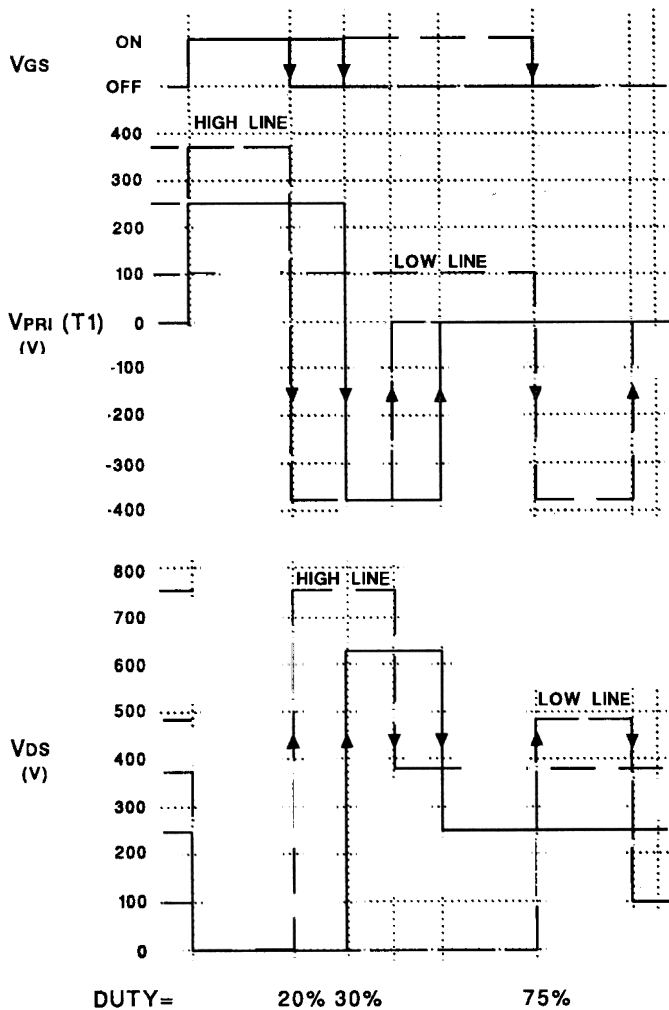 ON
VGS
OFF
HIGH LINE
400
300
200
100
LOW LINE
VPRI (T1)
(V)
0
-100
-200
-300
-400
800
HIGH LINE
700
600
LOW LINE
500
VDS
(V)
400
300
200
100
0
DUTY= 20% 30% 75%